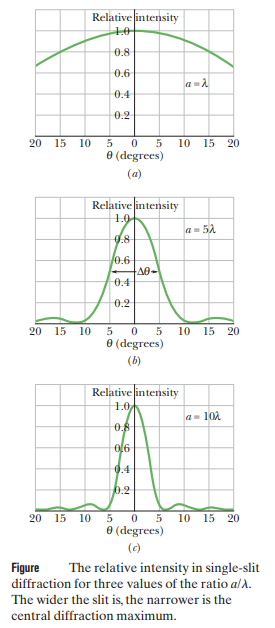 Relative intensity
1.0
0.8
0.6
a = λ
0.4
0.2
20 15 10 5 0 5 10 15 20
θ (degrees)
(a)
Relative intensity
1.0
a = 5λ
0.8
0.6
Δθ
0.4
0.2
20 15 10 5 0 5 10 15 20
θ (degrees)
(b)
Relative intensity
1.0
a = 10λ
0.8
0.6
0.4
0.2
20 15 10 5 0 5 10 15 20
θ (degrees)
(c)
Figure The relative intensity in single-slit
diffraction for three values of the ratio a/λ.
The wider the slit is, the narrower is the
central diffraction maximum.